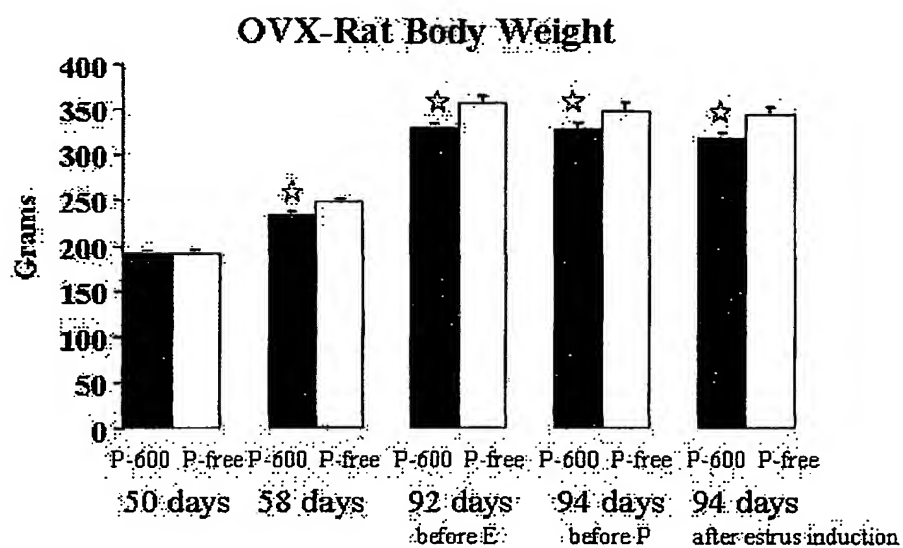 OVX-Rat Body Weight
400
350
300
250
200
150
100
50
0
Grams
P-600 P-free P-600 P-free P-600 P-free P-600 P-free P-600 P-free
50 days 58 days 92 days 94 days 94 days
before E before P after estrus induction